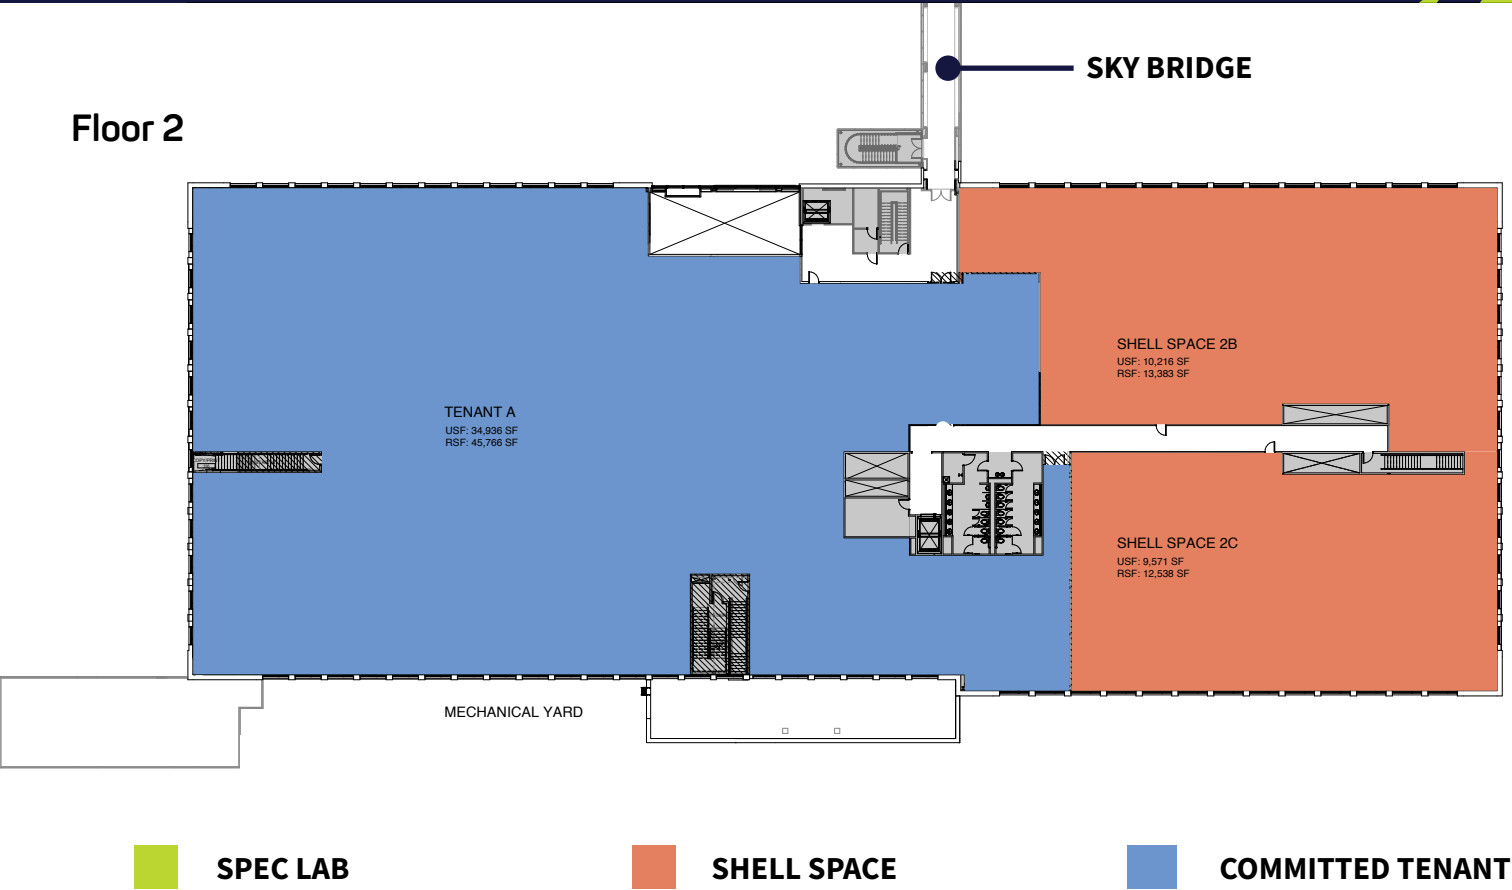 SKY BRIDGE
Floor 2
SHELL SPACE 2B
USF: 10,216 SF
RSF: 13,383 SF
TENANT A
USF: 34,936 SF
RSF: 45,766 SF
SHELL SPACE 2C
USF: 9,571 SF
RSF: 12,538 SF
MECHANICAL YARD
SPEC LAB
SHELL SPACE
COMMITTED TENANT